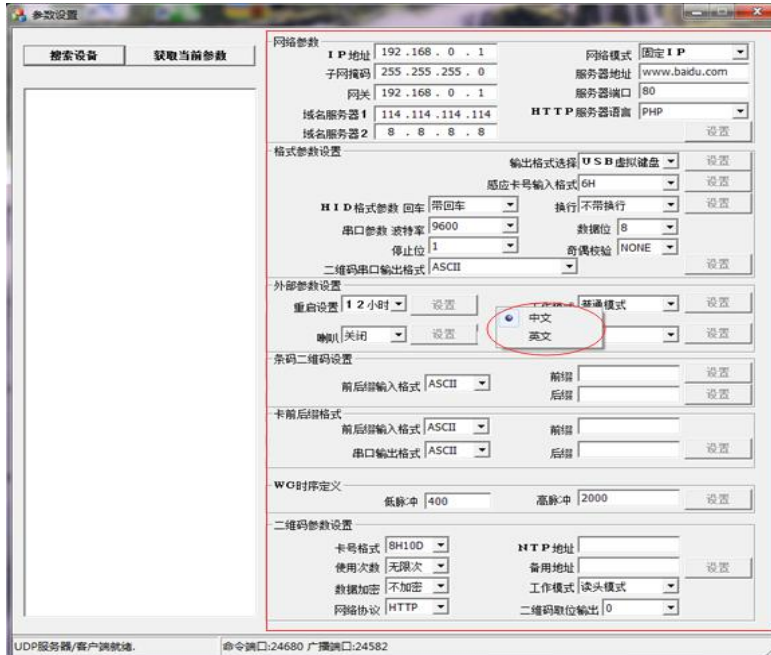 参数设置
搜索设备 获取当前参数
网络参数
IP地址 192 .168 . 0 . 1 网络模式 固定IP
子网掩码 255 .255 .255 . 0 服务器地址 www.baidu.com
网关 192 .168 . 0 . 1 服务器端口 80
域名服务器1 114 .114 .114 .114 HTTP服务器语言 PHP
域名服务器2 8 . 8 . 8 . 8 设置
格式参数设置
输出格式选择 USB虚拟键盘 设置
感应卡号输入格式 6H 设置
HID格式参数 回车 带回车 换行 不带换行 设置
串口参数 波特率 9600 数据位 8
停止位 1 奇偶校验 NONE
二维码串口输出格式 ASCII 设置
外部参数设置
重启设置 12小时 设置 工作模式 普通模式 设置
中文
喇叭 关闭 设置 英文 设置
条码二维码设置
前后缀输入格式 ASCII 前缀 设置
后缀 设置
卡前后缀格式
前后缀输入格式 ASCII 前缀
串口输出格式 ASCII 后缀 设置
WG时序定义
低脉冲 400 高脉冲 2000 设置
二维码参数设置
卡号格式 8H10D NTP地址
使用次数 无限次 备用地址 设置
数据加密 不加密 工作模式 读头模式
网络协议 HTTP 二维码取位输出 0
UDP服务器/客户端就绪. 命令端口:24680 广播端口:24582